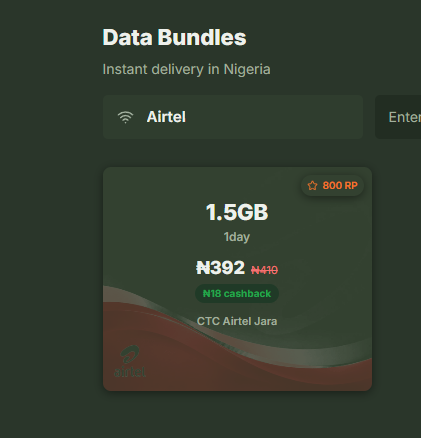 Data Bundles
Instant delivery in Nigeria
Airtel
Enter
800 RP
1.5GB
1day
₦392 ₦410
₦18 cashback
CTC Airtel Jara